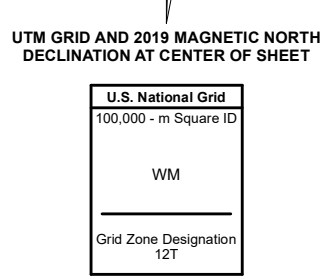 UTM GRID AND 2019 MAGNETIC NORTH
DECLINATION AT CENTER OF SHEET
U.S. National Grid
100,000 - m Square ID
WM
Grid Zone Designation
12T